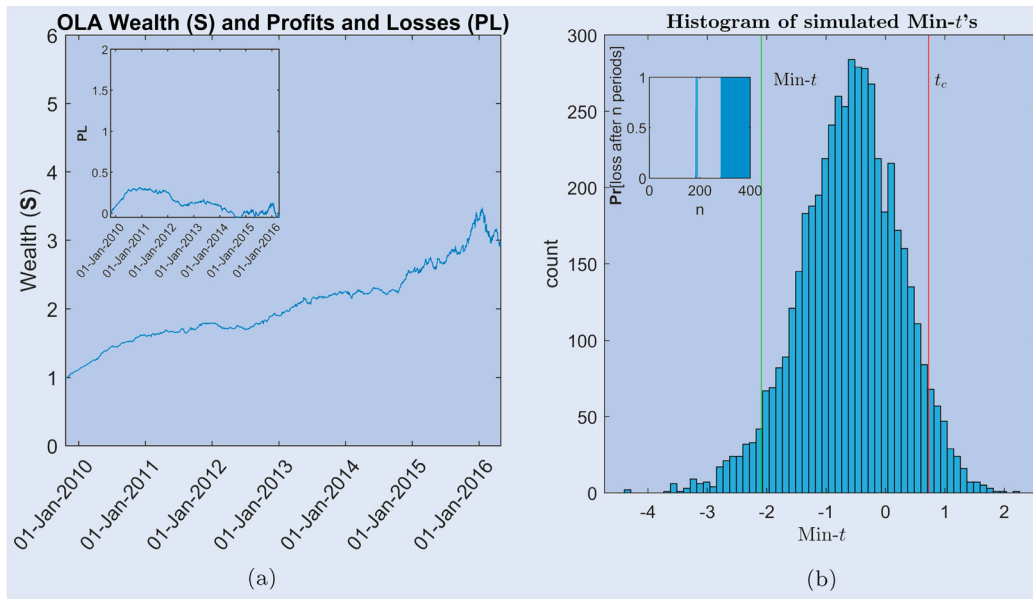 OLA Wealth (S) and Profits and Losses (PL)
6
5
4
3
2
1
0
Wealth (S)
2
1
0.5
0
PL
01-Jan-2010
01-Jan-2011
01-Jan-2012
01-Jan-2013
01-Jan-2014
01-Jan-2015
01-Jan-2016
01-Jan-2010
01-Jan-2011
01-Jan-2012
01-Jan-2013
01-Jan-2014
01-Jan-2015
01-Jan-2016
(a)
Histogram of simulated Min-t's
300
250
200
150
100
50
0
count
Pr[loss after n periods]
1
0.5
0
0 200 400
n
Min-t
t_c
-4 -3 -2 -1 0 1 2
Min-t
(b)